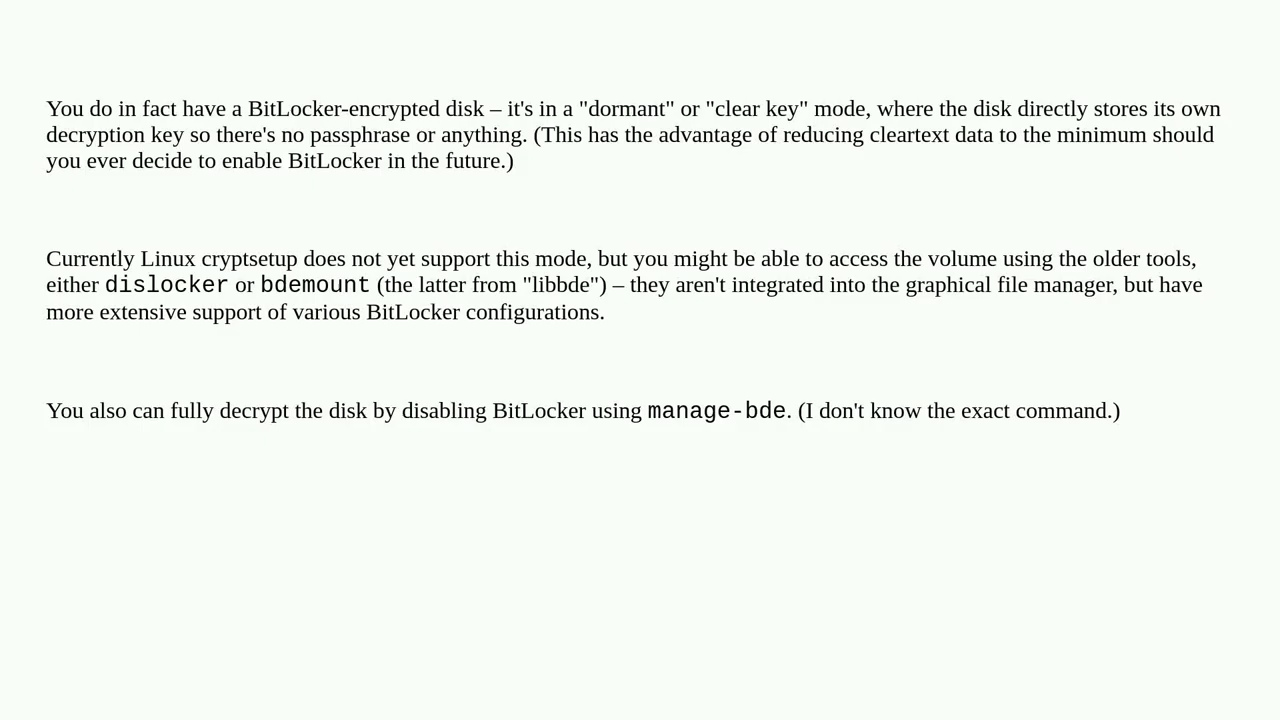 You do in fact have a BitLocker-encrypted disk – it's in a "dormant" or "clear key" mode, where the disk directly stores its own
decryption key so there's no passphrase or anything. (This has the advantage of reducing cleartext data to the minimum should
you ever decide to enable BitLocker in the future.)
Currently Linux cryptsetup does not yet support this mode, but you might be able to access the volume using the older tools,
either dislocker or bdemount (the latter from "libbde") – they aren't integrated into the graphical file manager, but have
more extensive support of various BitLocker configurations.
You also can fully decrypt the disk by disabling BitLocker using manage-bde. (I don't know the exact command.)